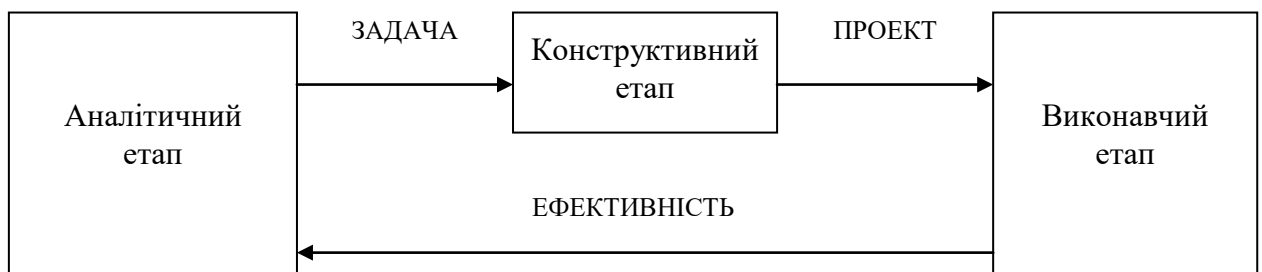 ЗАДАЧА
ПРОЕКТ
Конструктивний
етап
Аналітичний
етап
Виконавчий
етап
ЕФЕКТИВНІСТЬ